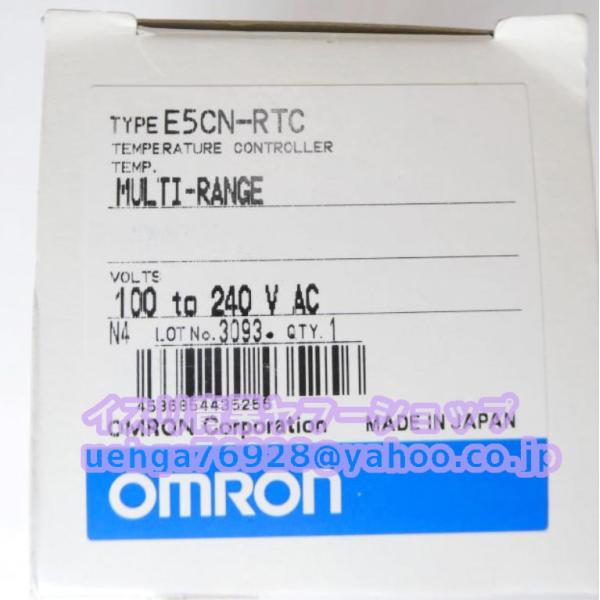 TYPE E5CN-RTC
TEMPERATURE CONTROLLER
TEMP.
MULTI-RANGE
VOLTS
100 to 240 V AC
N4 LOT No. 3093. QTY. 1
OMRON Corporation MADE IN JAPAN
uehga76928@yahoo.co.jp
OMRON